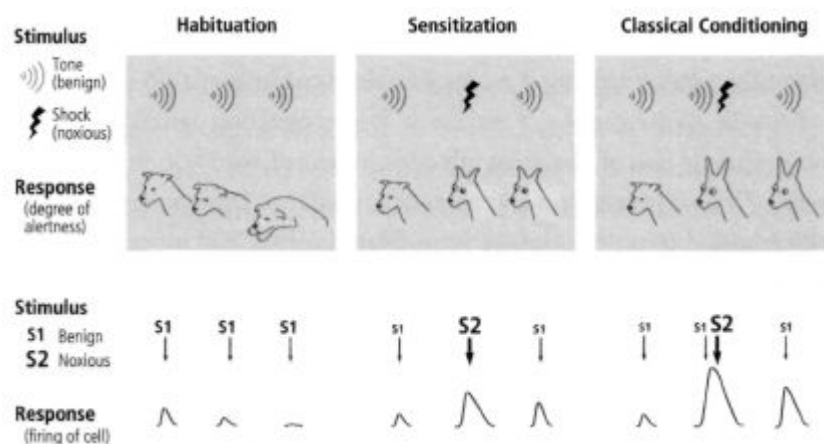 Habituation
Sensitization
Classical Conditioning
Stimulus
Tone
(benign)
Shock
(noxious)
Response
(degree of
alertness)
Stimulus
S1 Benign
S2 Noxious
S1 S1 S1
S1 S2 S1
S1 S1 S2 S1
Response
(firing of cell)